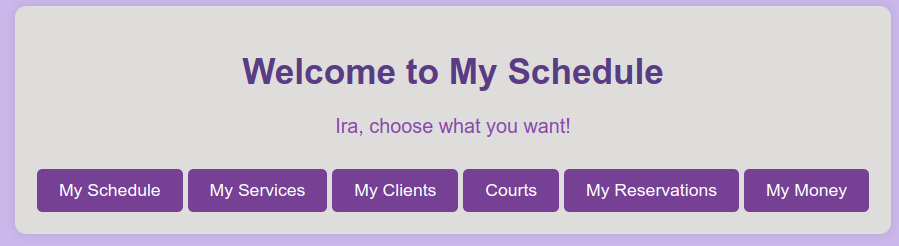 Welcome to My Schedule
Ira, choose what you want!
My Schedule My Services My Clients Courts My Reservations My Money